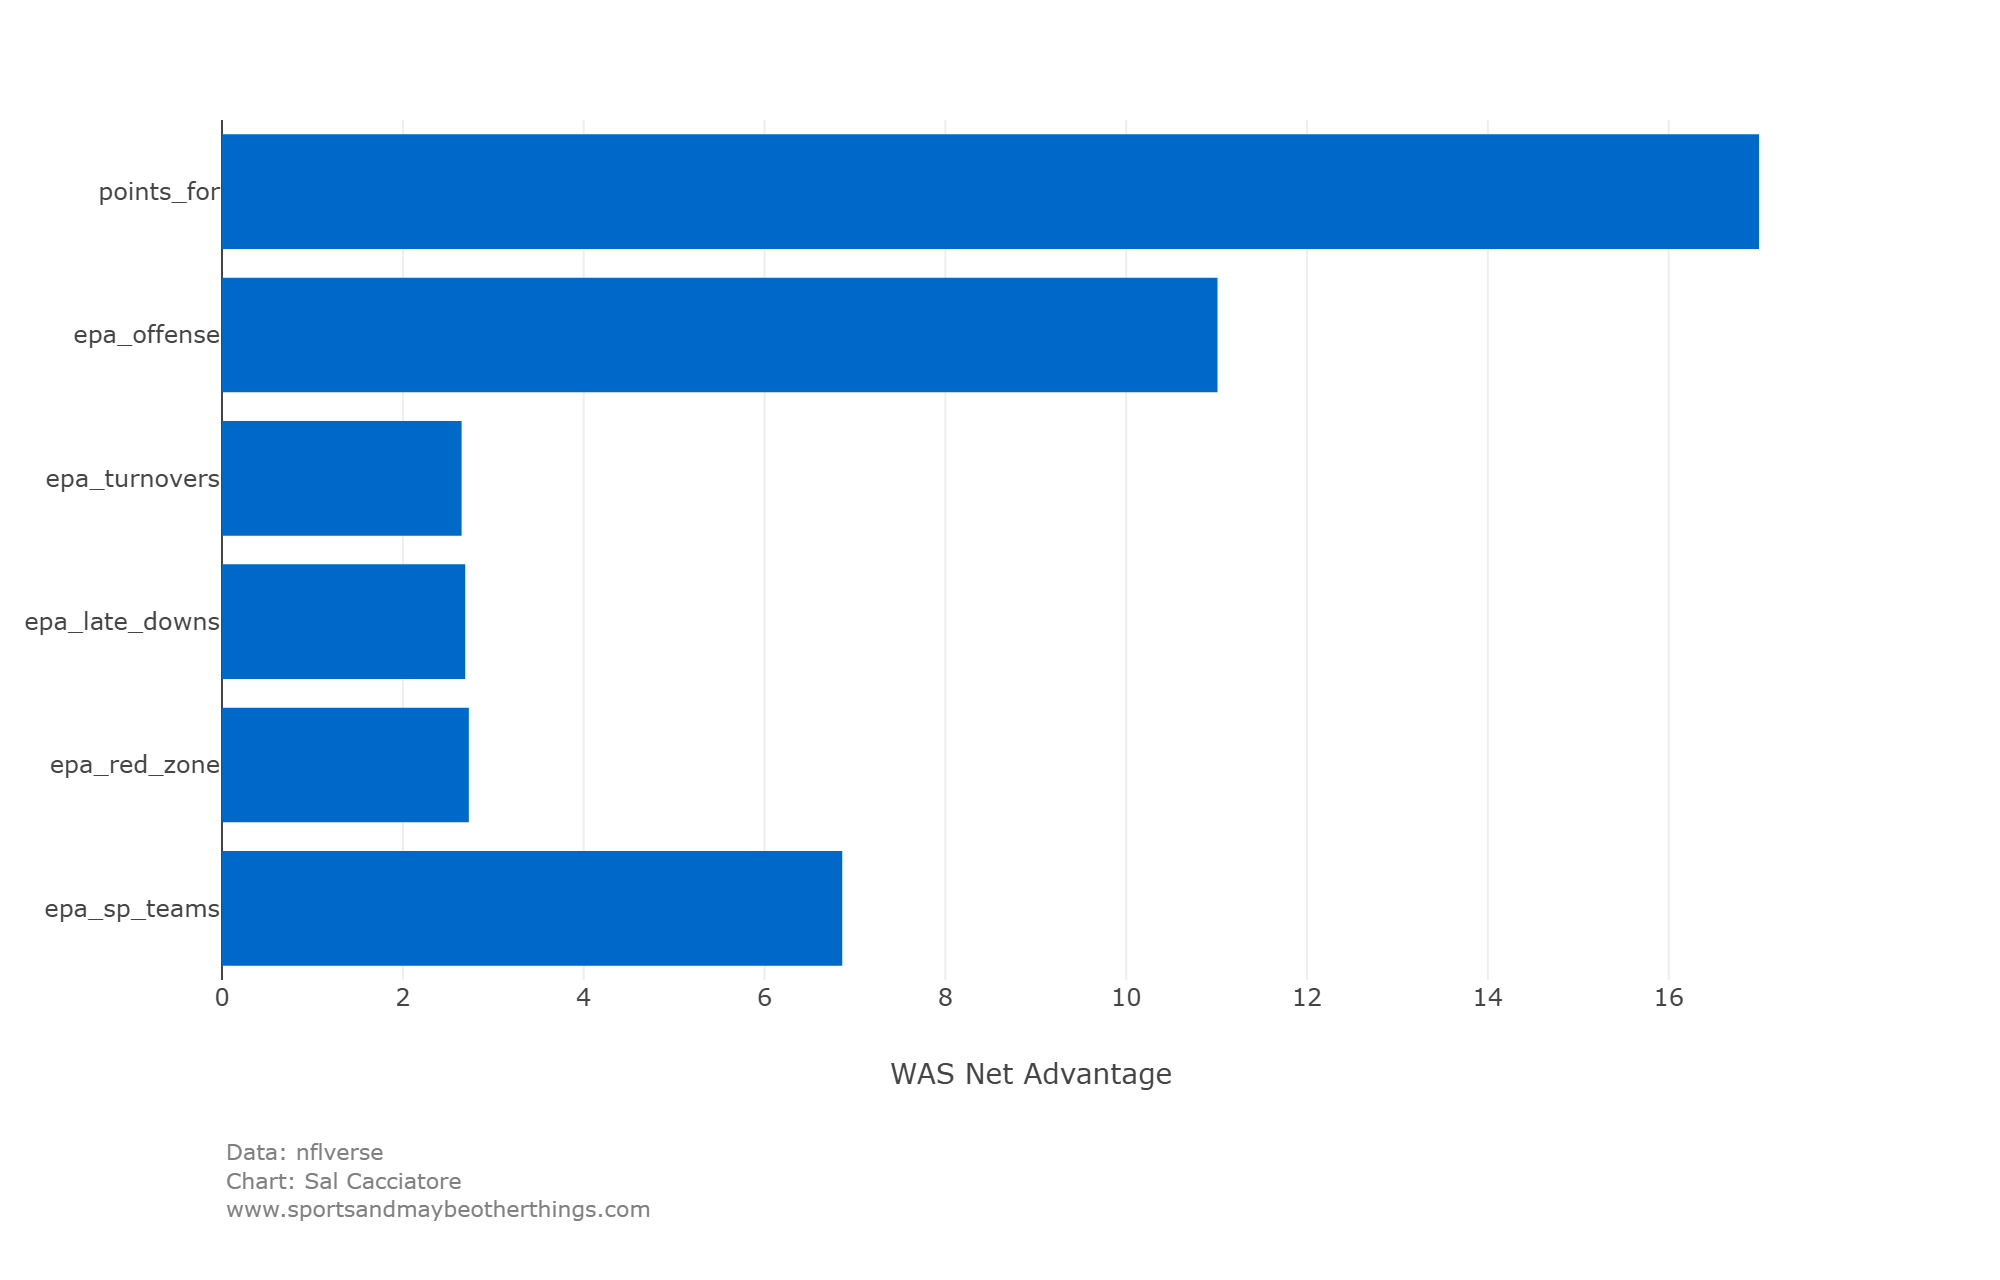 points_for
epa_offense
epa_turnovers
epa_late_downs
epa_red_zone
epa_sp_teams
0 2 4 6 8 10 12 14 16
WAS Net Advantage
Data: nflverse
Chart: Sal Cacciatore
www.sportsandmaybeotherthings.com